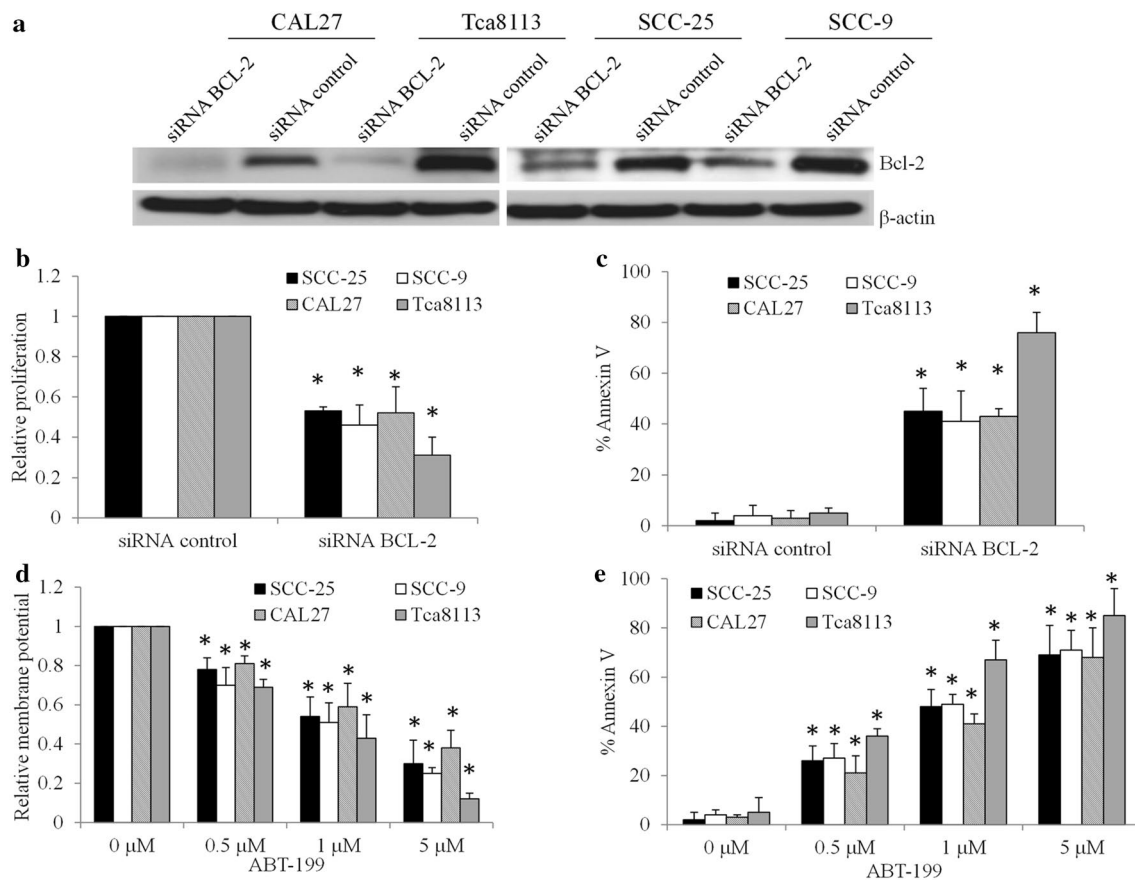 a
CAL27 Tca8113 SCC-25 SCC-9
siRNA BCL-2 siRNA control siRNA BCL-2 siRNA control siRNA BCL-2 siRNA control siRNA BCL-2 siRNA control
Bcl-2
β-actin
b
Relative proliferation
1.2
1
0.8
0.6
0.4
0.2
0
SCC-25 SCC-9
CAL27 Tca8113
* * * *
siRNA control siRNA BCL-2
c
% Annexin V
100
80
60
40
20
0
SCC-25 SCC-9
CAL27 Tca8113
* * * *
siRNA control siRNA BCL-2
d
Relative membrane potential
1.2
1
0.8
0.6
0.4
0.2
0
SCC-25 SCC-9
CAL27 Tca8113
* * * * * * * * * * * *
0 μM 0.5 μM 1 μM 5 μM
ABT-199
e
% Annexin V
100
80
60
40
20
0
SCC-25 SCC-9
CAL27 Tca8113
* * * * * * * * * * * *
0 μM 0.5 μM 1 μM 5 μM
ABT-199